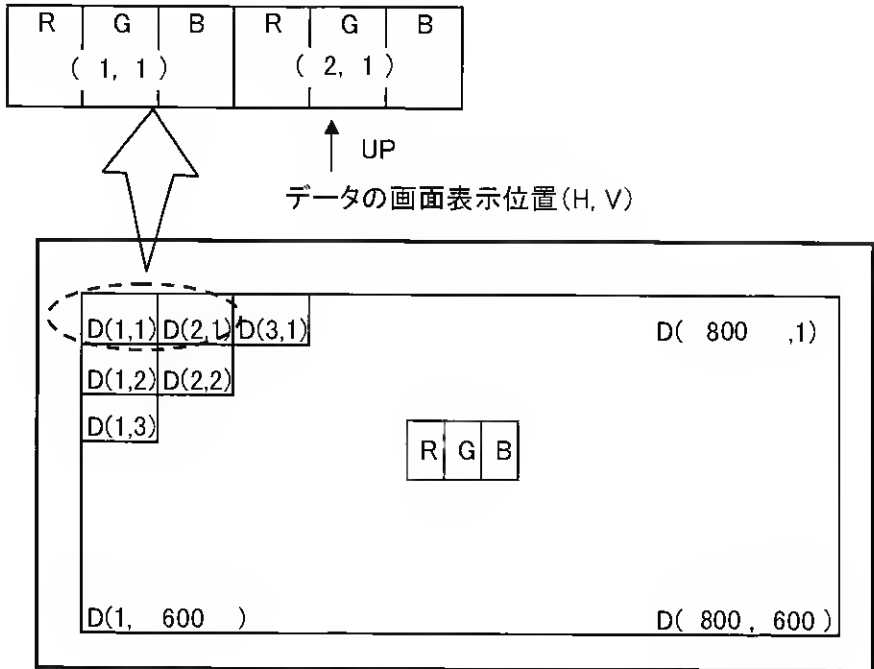 R G B R G B
( 1, 1 ) ( 2, 1 )
UP
データの画面表示位置(H, V)
D(1,1) D(2,1) D(3,1) D( 800 ,1)
D(1,2) D(2,2)
D(1,3)
R G B
D(1, 600 ) D( 800 , 600 )